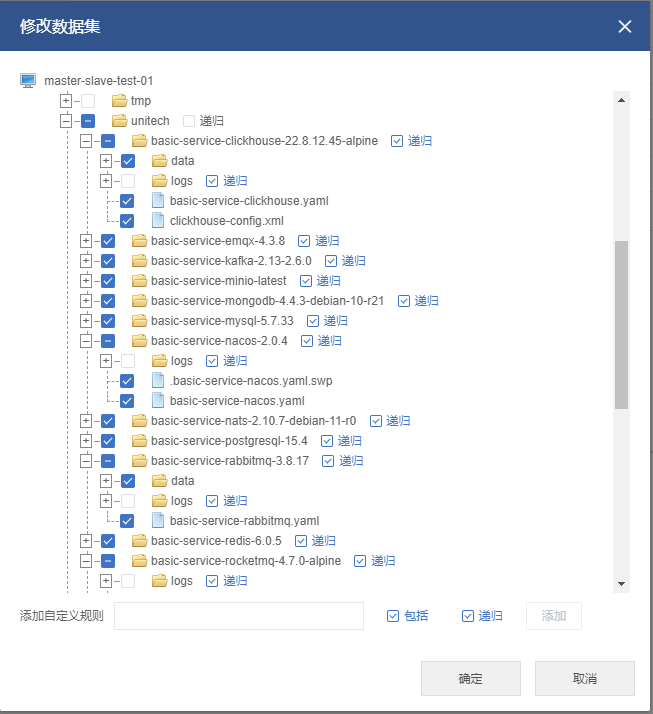 修改数据集
master-slave-test-01
tmp
unitech 递归
basic-service-clickhouse-22.8.12.45-alpine 递归
data
logs 递归
basic-service-clickhouse.yaml
clickhouse-config.xml
basic-service-emqx-4.3.8 递归
basic-service-kafka-2.13-2.6.0 递归
basic-service-minio-latest 递归
basic-service-mongodb-4.4.3-debian-10-r21 递归
basic-service-mysql-5.7.33 递归
basic-service-nacos-2.0.4 递归
logs 递归
.basic-service-nacos.yaml.swp
basic-service-nacos.yaml
basic-service-nats-2.10.7-debian-11-r0 递归
basic-service-postgresql-15.4 递归
basic-service-rabbitmq-3.8.17 递归
data
logs 递归
basic-service-rabbitmq.yaml
basic-service-redis-6.0.5 递归
basic-service-rocketmq-4.7.0-alpine 递归
logs 递归
添加自定义规则 包括 递归 添加
确定 取消